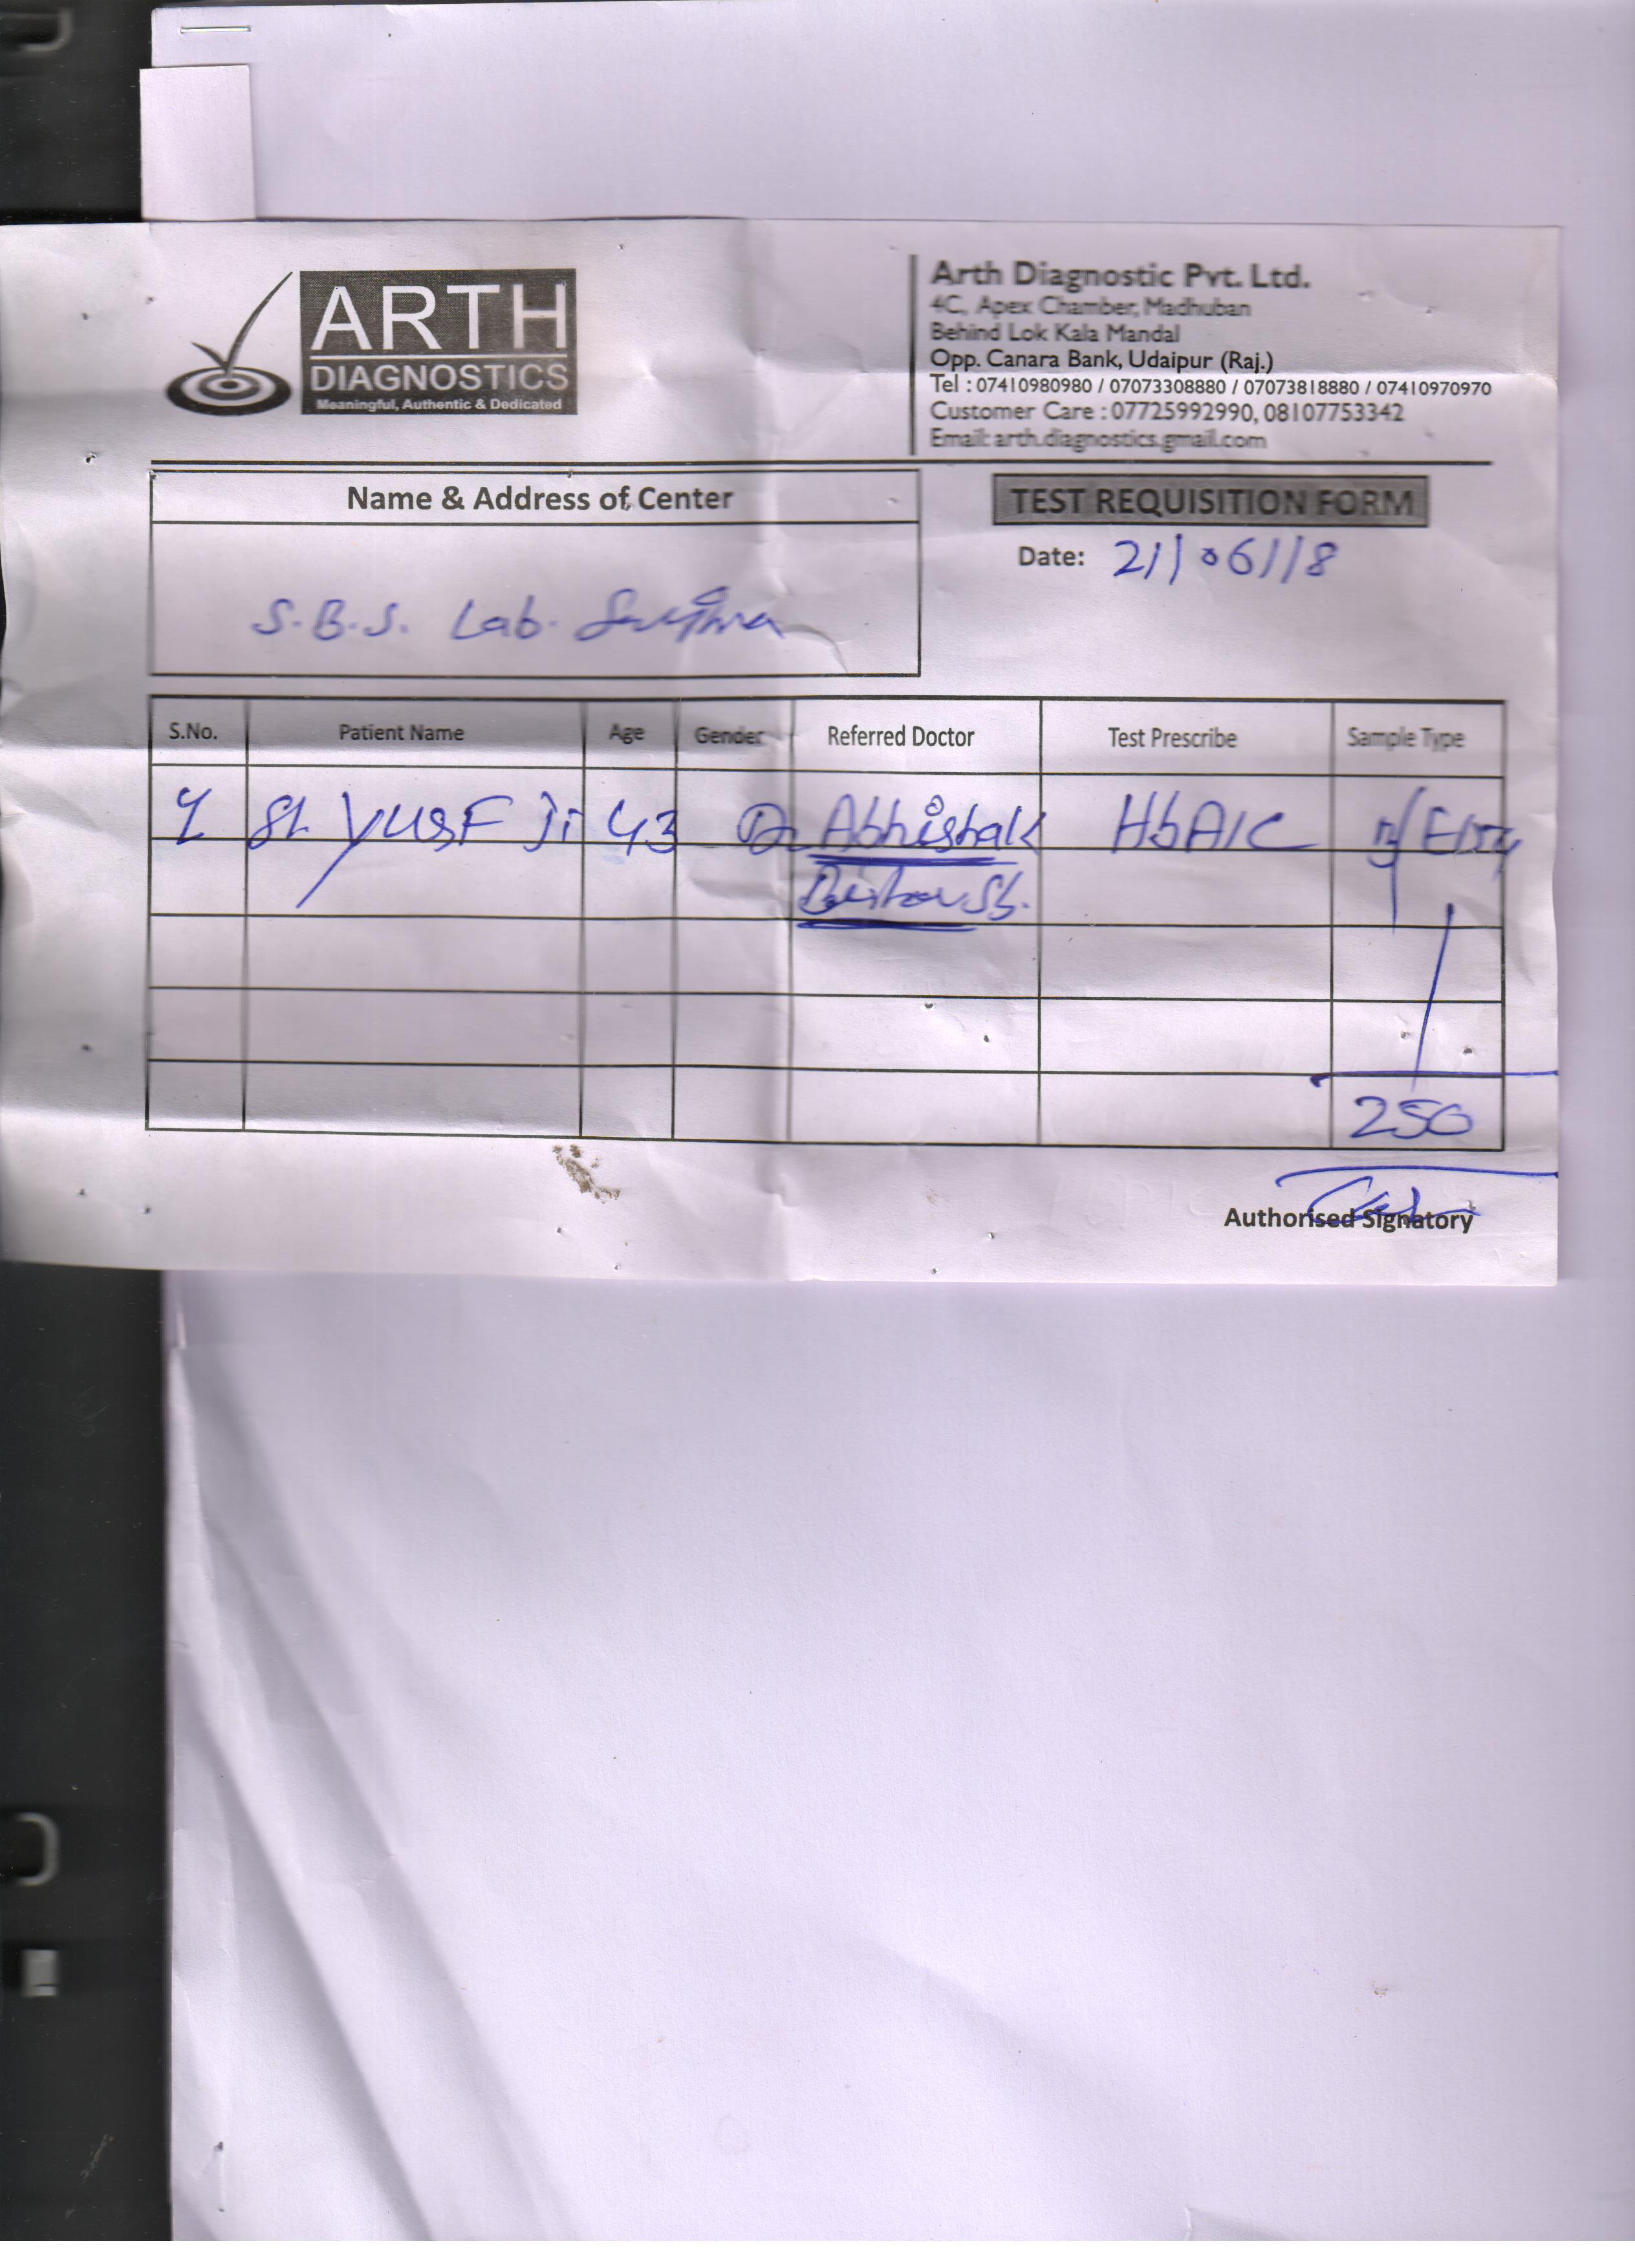 ARTH
DIAGNOSTICS
Meaningful, Authentic & Dedicated
Arth Diagnostic Pvt. Ltd.
4C, Apex Chamber, Madhuban
Behind Lok Kala Mandal
Opp. Canara Bank, Udaipur (Raj.)
Tel : 07410980980 / 07073308880 / 07073818880 / 07410970970
Customer Care : 07725992990, 08107753342
Email: arth.diagnostics.gmail.com
Name & Address of Center
S.B.S. Lab.
TEST REQUISITION FORM
Date: 21/06/18
S.No. Patient Name Age Gender Referred Doctor Test Prescribe Sample Type
YUSF Ji 43 Dr Abhishak HbA1C
250
Authorised Signatory